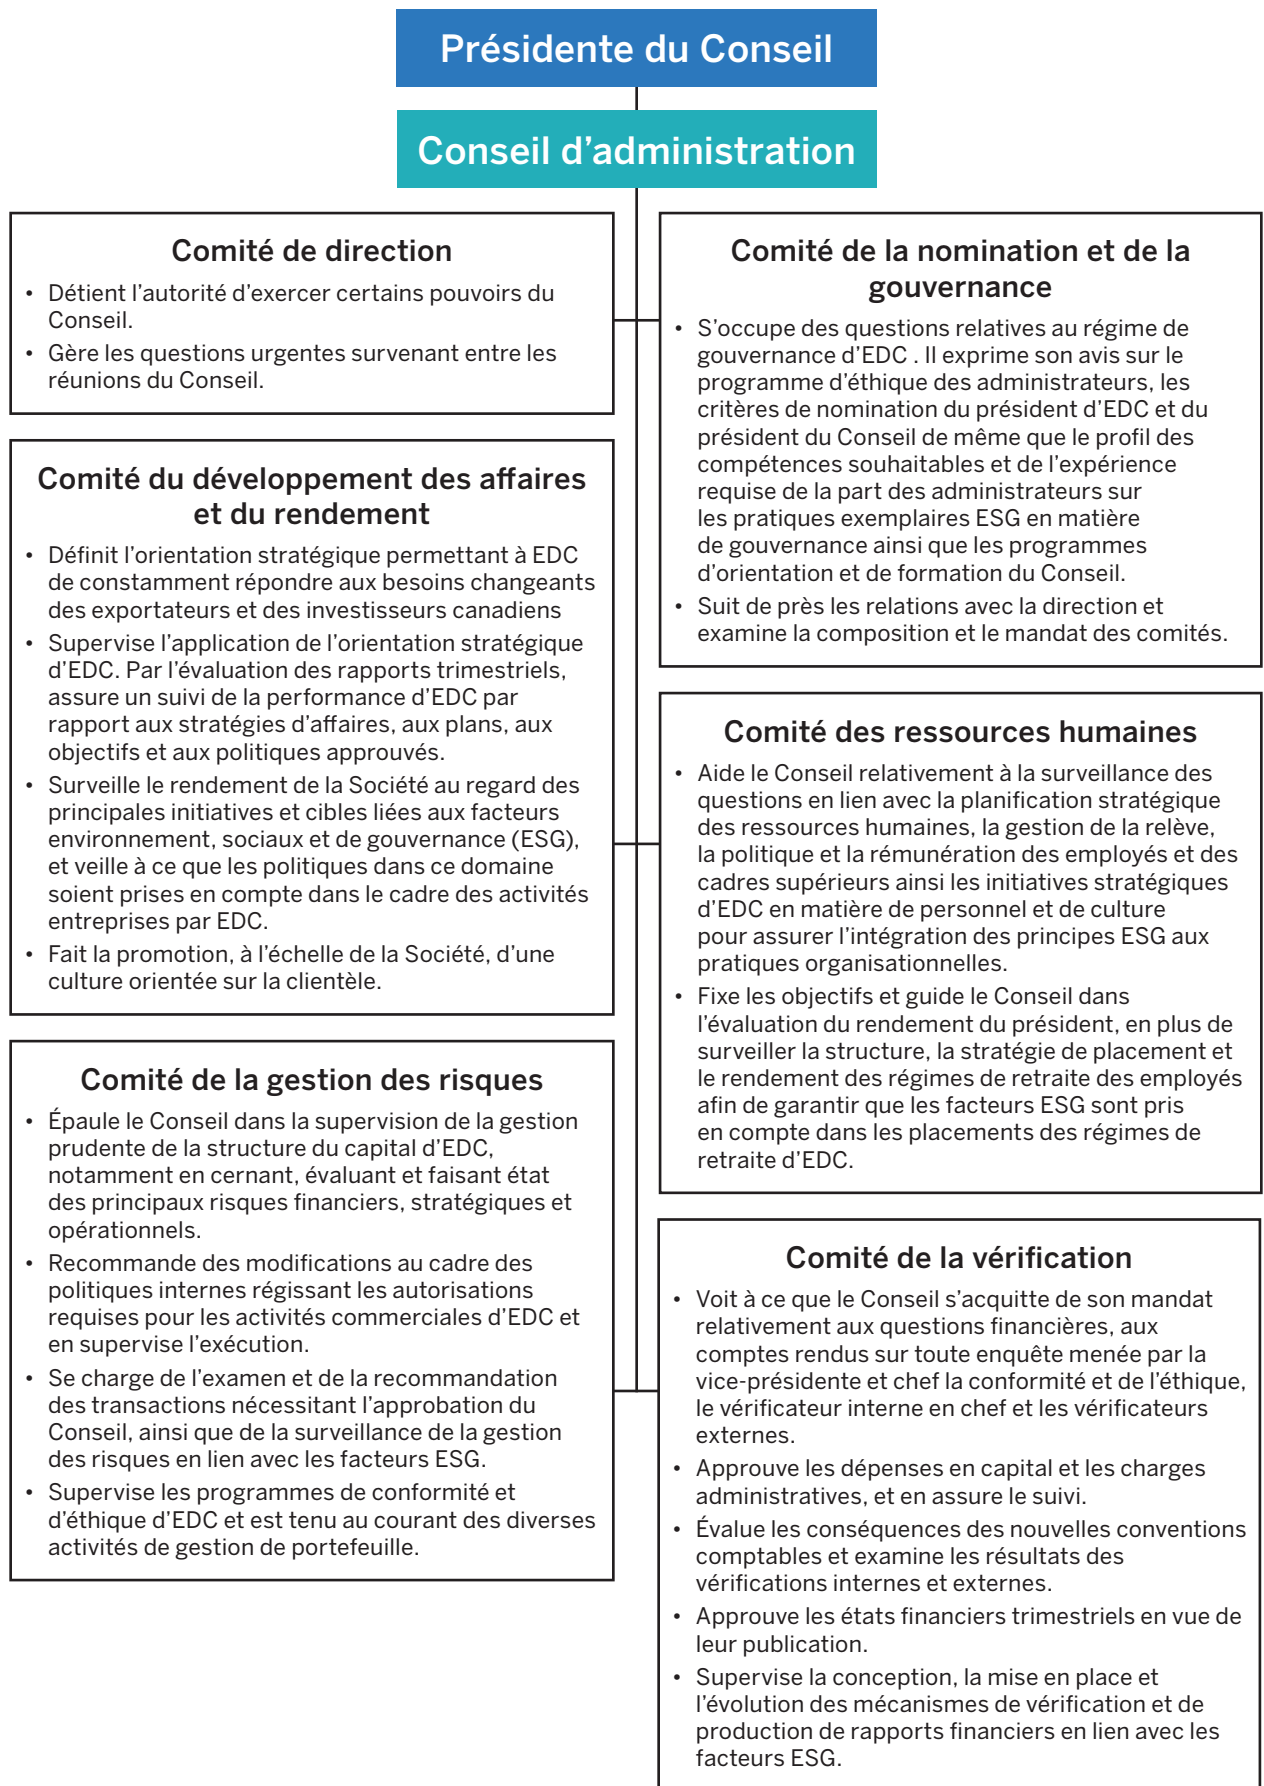 Présidente du Conseil
Conseil d'administration
Comité de direction
• Détient l'autorité d'exercer certains pouvoirs du
Conseil.
• Gère les questions urgentes survenant entre les
réunions du Conseil.
Comité du développement des affaires
et du rendement
• Définit l'orientation stratégique permettant à EDC
de constamment répondre aux besoins changeants
des exportateurs et des investisseurs canadiens
• Supervise l'application de l'orientation stratégique
d'EDC. Par l'évaluation des rapports trimestriels,
assure un suivi de la performance d'EDC par
rapport aux stratégies d'affaires, aux plans, aux
objectifs et aux politiques approuvés.
• Surveille le rendement de la Société au regard des
principales initiatives et cibles liées aux facteurs
environnement, sociaux et de gouvernance (ESG),
et veille à ce que les politiques dans ce domaine
soient prises en compte dans le cadre des activités
entreprises par EDC.
• Fait la promotion, à l'échelle de la Société, d'une
culture orientée sur la clientèle.
Comité de la gestion des risques
• Épaule le Conseil dans la supervision de la gestion
prudente de la structure du capital d'EDC,
notamment en cernant, évaluant et faisant état
des principaux risques financiers, stratégiques et
opérationnels.
• Recommande des modifications au cadre des
politiques internes régissant les autorisations
requises pour les activités commerciales d'EDC et
en supervise l'exécution.
• Se charge de l'examen et de la recommandation
des transactions nécessitant l'approbation du
Conseil, ainsi que de la surveillance de la gestion
des risques en lien avec les facteurs ESG.
• Supervise les programmes de conformité et
d'éthique d'EDC et est tenu au courant des diverses
activités de gestion de portefeuille.
Comité de la nomination et de la
gouvernance
• S'occupe des questions relatives au régime de
gouvernance d'EDC . Il exprime son avis sur le
programme d'éthique des administrateurs, les
critères de nomination du président d'EDC et du
président du Conseil de même que le profil des
compétences souhaitables et de l'expérience
requise de la part des administrateurs sur
les pratiques exemplaires ESG en matière
de gouvernance ainsi que les programmes
d'orientation et de formation du Conseil.
• Suit de près les relations avec la direction et
examine la composition et le mandat des comités.
Comité des ressources humaines
• Aide le Conseil relativement à la surveillance des
questions en lien avec la planification stratégique
des ressources humaines, la gestion de la relève,
la politique et la rémunération des employés et des
cadres supérieurs ainsi les initiatives stratégiques
d'EDC en matière de personnel et de culture
pour assurer l'intégration des principes ESG aux
pratiques organisationnelles.
• Fixe les objectifs et guide le Conseil dans
l'évaluation du rendement du président, en plus de
surveiller la structure, la stratégie de placement et
le rendement des régimes de retraite des employés
afin de garantir que les facteurs ESG sont pris
en compte dans les placements des régimes de
retraite d'EDC.
Comité de la vérification
• Voit à ce que le Conseil s'acquitte de son mandat
relativement aux questions financières, aux
comptes rendus sur toute enquête menée par la
vice-présidente et chef la conformité et de l'éthique,
le vérificateur interne en chef et les vérificateurs
externes.
• Approuve les dépenses en capital et les charges
administratives, et en assure le suivi.
• Évalue les conséquences des nouvelles conventions
comptables et examine les résultats des
vérifications internes et externes.
• Approuve les états financiers trimestriels en vue de
leur publication.
• Supervise la conception, la mise en place et
l'évolution des mécanismes de vérification et de
production de rapports financiers en lien avec les
facteurs ESG.